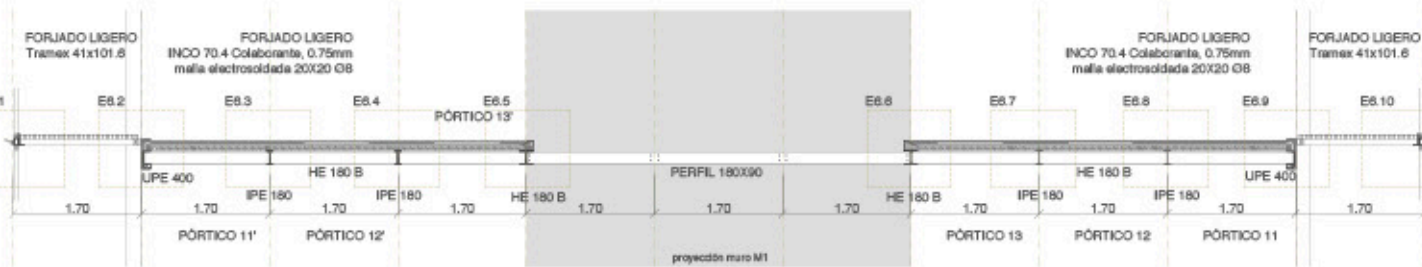 FORJADO LIGERO
Tramex 41x101.6
FORJADO LIGERO
INCO 70.4 Colaborante, 0.75mm
malla electrosoldada 20X20 Ø8
FORJADO LIGERO
INCO 70.4 Colaborante, 0.75mm
malla electrosoldada 20X20 Ø8
FORJADO LIGERO
Tramex 41x101.6
1 E6.2 E6.3 E6.4 E6.5 E6.6 E6.7 E6.8 E6.9 E6.10
PÓRTICO 13'
UPE 400 HE 180 B PERFIL 180X90 HE 180 B UPE 400
IPE 180 IPE 180 HE 180 B HE 180 B IPE 180 IPE 180
1.70 1.70 1.70 1.70 1.70 1.70 1.70 1.70 1.70 1.70 1.70
PÓRTICO 11' PÓRTICO 12' PÓRTICO 13 PÓRTICO 12 PÓRTICO 11
proyección muro M1